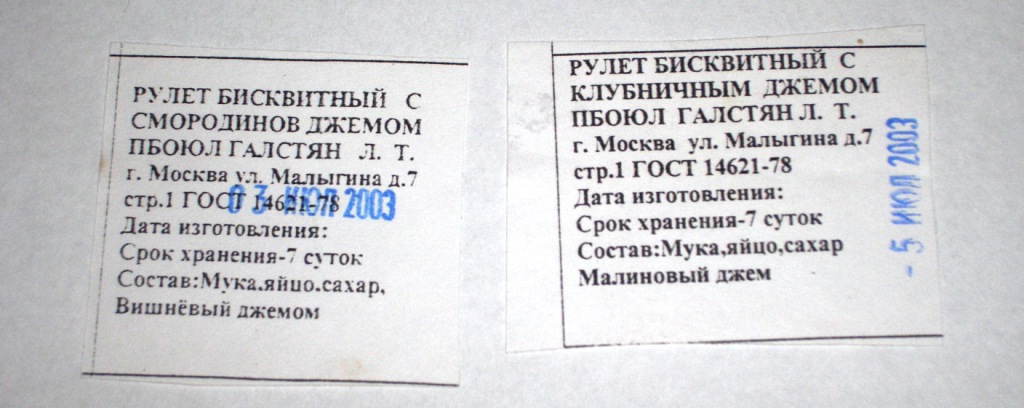 РУЛЕТ БИСКВИТНЫЙ С
СМОРОДИНОВ ДЖЕМОМ
ПБОЮЛ ГАЛСТЯН Л. Т.
г. Москва ул. Малыгина д.7
стр.1 ГОСТ 14621-78
03 ИЮЛ 2003
Дата изготовления:
Срок хранения-7 суток
Состав:Мука.яйцо.сахар,
Вишнёвый джемом
РУЛЕТ БИСКВИТНЫЙ С
КЛУБНИЧНЫМ ДЖЕМОМ
ПБОЮЛ ГАЛСТЯН Л. Т.
г. Москва ул. Малыгина д.7
стр.1 ГОСТ 14621-78
Дата изготовления:
Срок хранения-7 суток
Состав:Мука,яйцо,сахар
Малиновый джем
- 5 ИЮЛ 2003